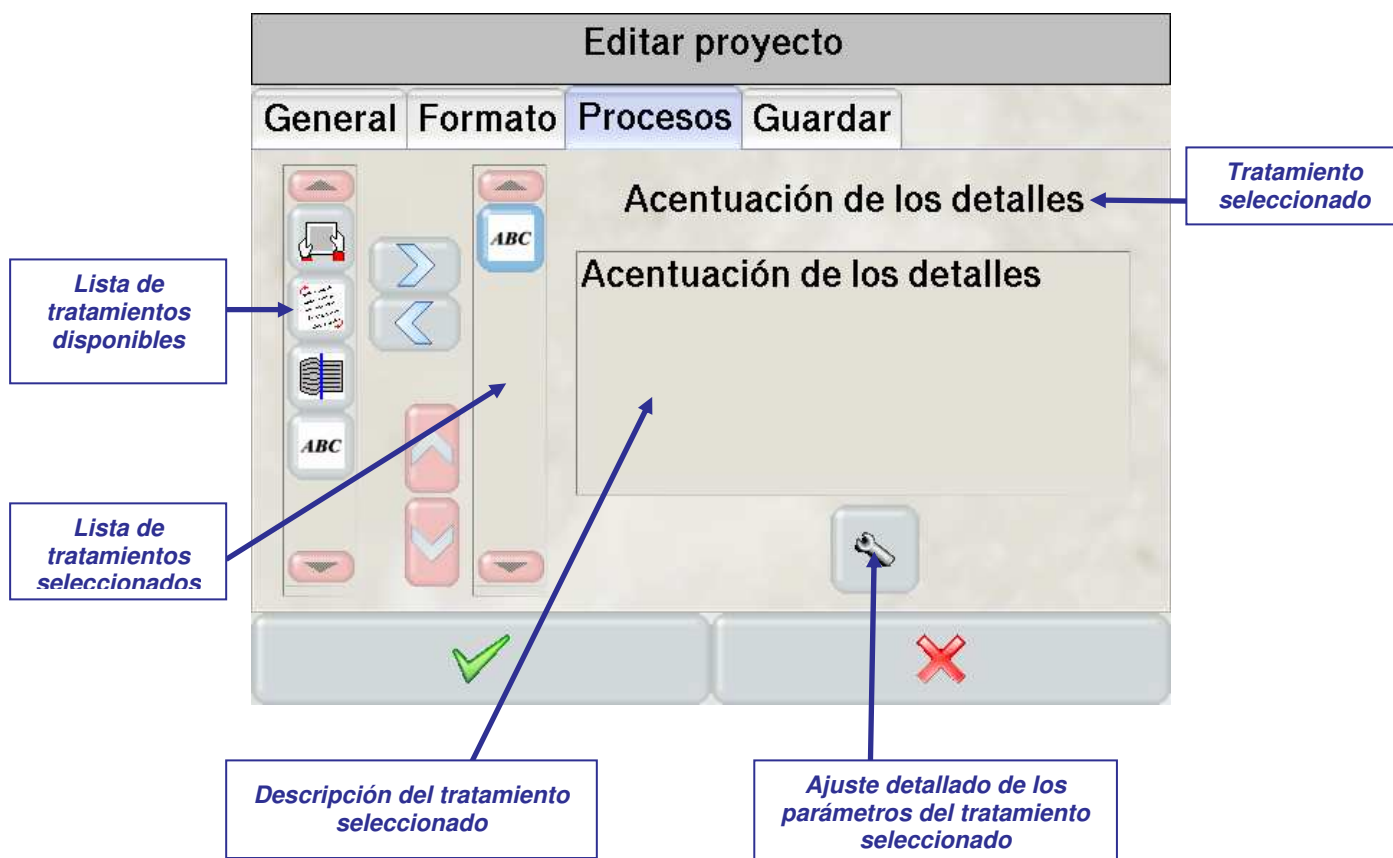 Editar proyecto
General Formato Procesos Guardar
Tratamiento
seleccionado
Acentuación de los detalles
ABC
Acentuación de los detalles
Lista de
tratamientos
disponibles
ABC
Lista de
tratamientos
seleccionados
Descripción del tratamiento
seleccionado
Ajuste detallado de los
parámetros del tratamiento
seleccionado